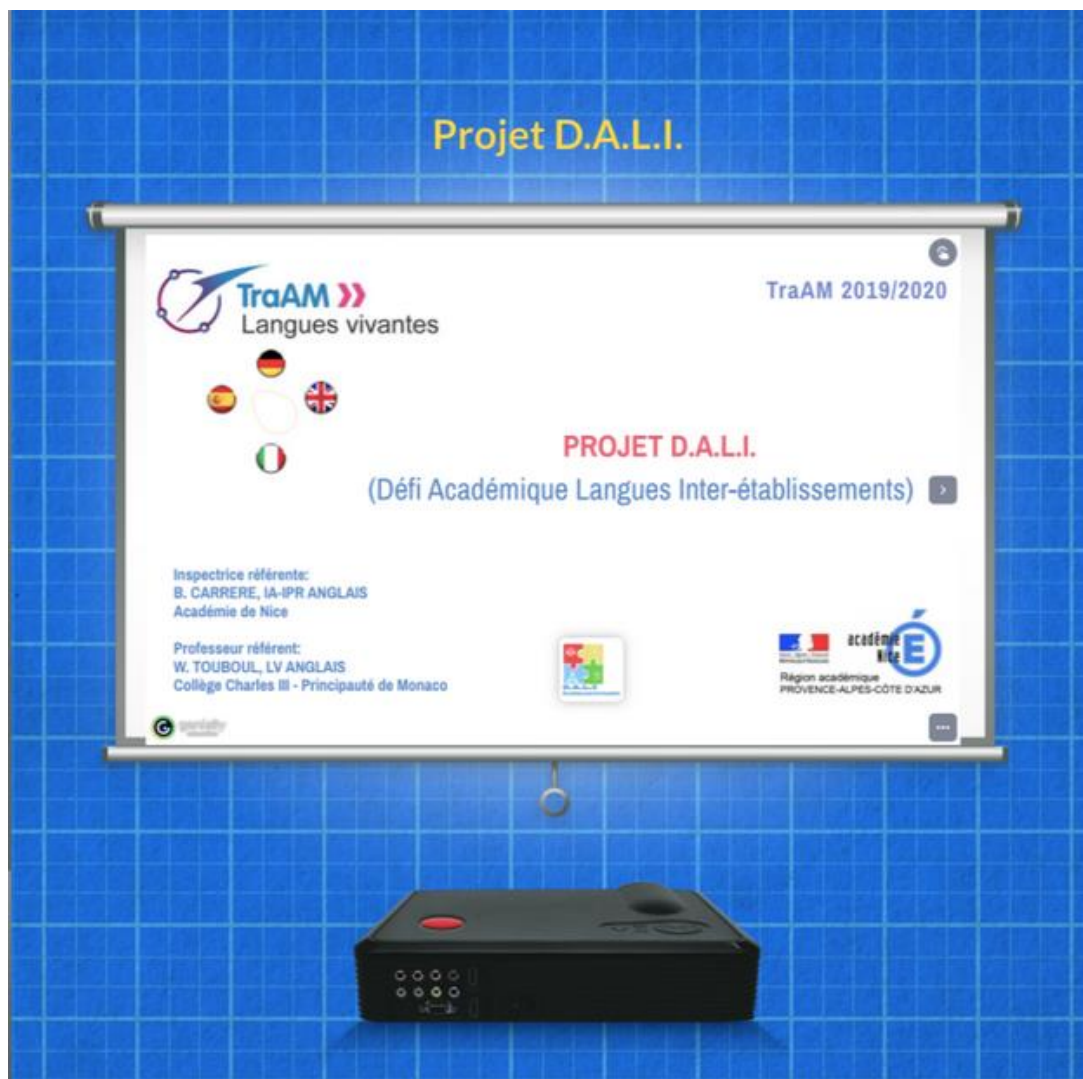 Projet D.A.L.I.
TraAM
Langues vivantes
TraAM 2019/2020
PROJET D.A.L.I.
(Défi Académique Langues Inter-établissements)
Inspectrice référente:
B. CARRERE, IA-IPR ANGLAIS
Académie de Nice
Professeur référent:
W. TOUBOUL, LV ANGLAIS
Collège Charles III - Principauté de Monaco
académie
Nice
Région académique
PROVENCE-ALPES-CÔTE D'AZUR